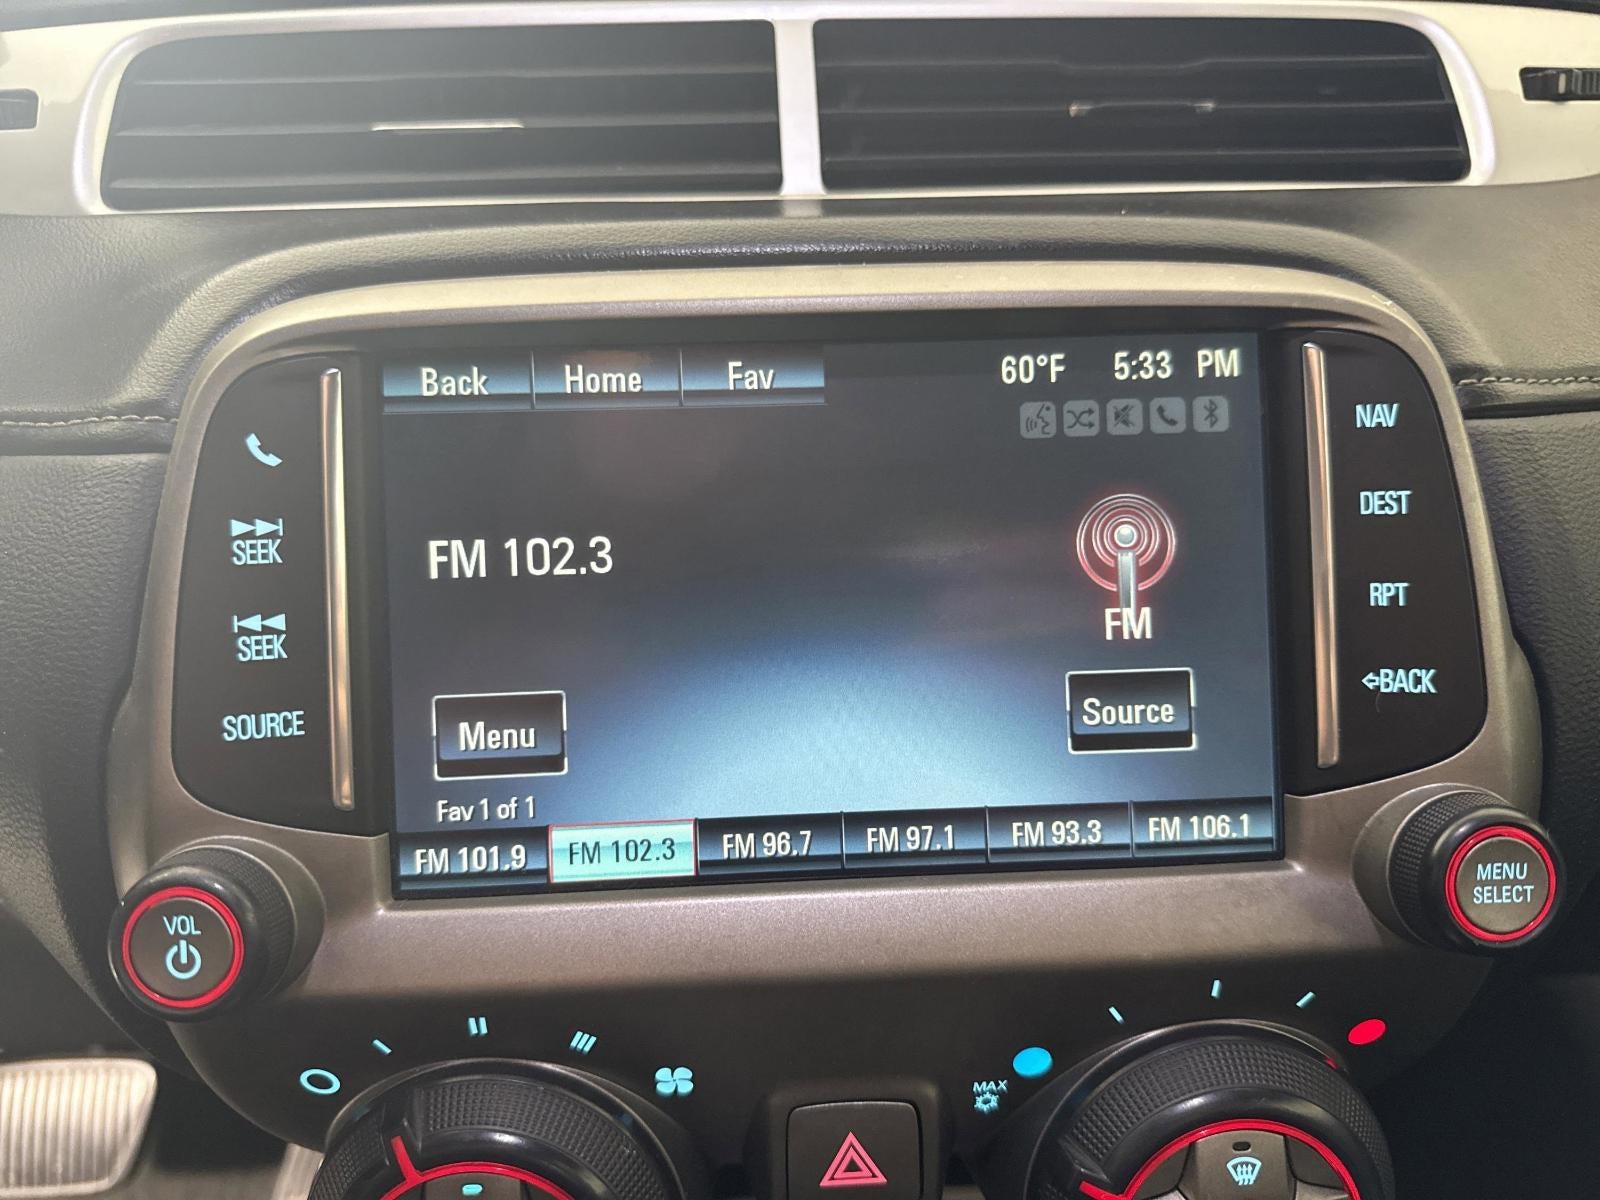 Back Home Fav 60°F 5:33 PM
NAV
SEEK
DEST
FM 102.3
RPT
FM
SEEK
BACK
SOURCE
Menu
Source
Fav 1 of 1
FM 101.9 FM 102.3 FM 96.7 FM 97.1 FM 93.3 FM 106.1
VOL
MENU
SELECT
MAX